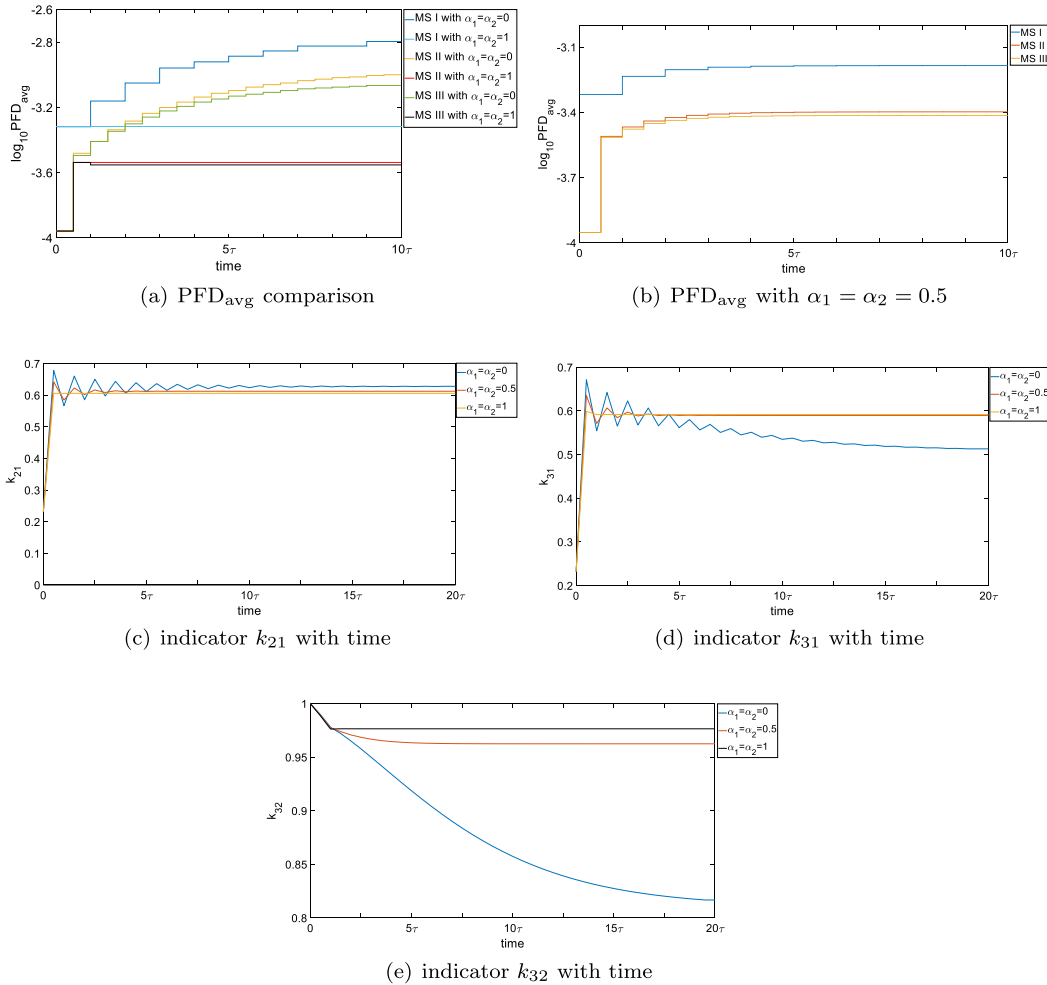 -2.6
-2.8
-3.2
-3.6
-4
log₁₀PFD_avg
0
5τ
10τ
time
MS I with α₁=α₂=0
MS I with α₁=α₂=1
MS II with α₁=α₂=0
MS II with α₁=α₂=1
MS III with α₁=α₂=0
MS III with α₁=α₂=1
(a) PFD_avg comparison
-3.1
-3.4
-3.7
-4
log₁₀PFD_avg
0
5τ
10τ
time
MS I
MS II
MS III
(b) PFD_avg with α₁ = α₂ = 0.5
0.7
0.6
0.5
0.4
0.3
0.2
0.1
0
k₂₁
0
5τ
10τ
15τ
20τ
time
α₁=α₂=0
α₁=α₂=0.5
α₁=α₂=1
(c) indicator k₂₁ with time
0.7
0.6
0.5
0.4
0.3
0.2
k₃₁
0
5τ
10τ
15τ
20τ
time
α₁=α₂=0
α₁=α₂=0.5
α₁=α₂=1
(d) indicator k₃₁ with time
1
0.95
0.9
0.85
0.8
k₃₂
0
5τ
10τ
15τ
20τ
time
α₁=α₂=0
α₁=α₂=0.5
α₁=α₂=1
(e) indicator k₃₂ with time